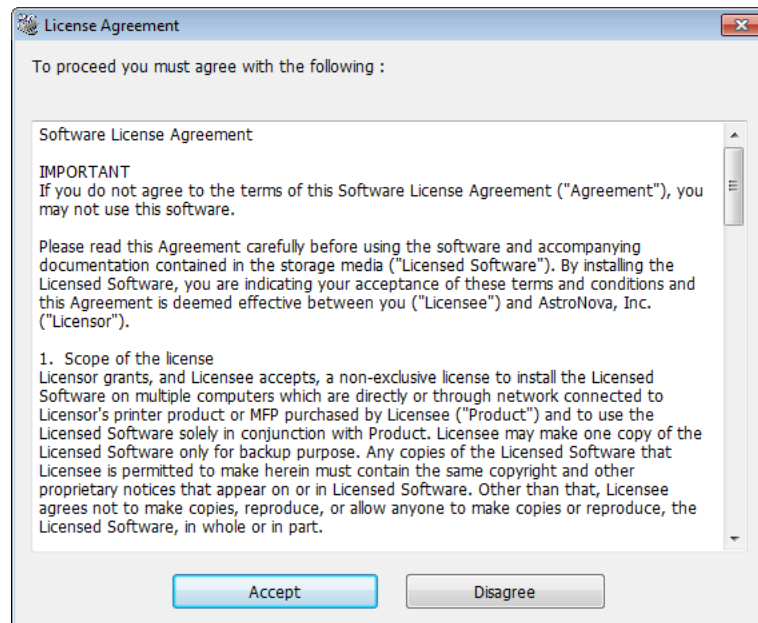 License Agreement
To proceed you must agree with the following :
Software License Agreement
IMPORTANT
If you do not agree to the terms of this Software License Agreement ("Agreement"), you
may not use this software.
Please read this Agreement carefully before using the software and accompanying
documentation contained in the storage media ("Licensed Software"). By installing the
Licensed Software, you are indicating your acceptance of these terms and conditions and
this Agreement is deemed effective between you ("Licensee") and AstroNova, Inc.
("Licensor").
1. Scope of the license
Licensor grants, and Licensee accepts, a non-exclusive license to install the Licensed
Software on multiple computers which are directly or through network connected to
Licensor's printer product or MFP purchased by Licensee ("Product") and to use the
Licensed Software solely in conjunction with Product. Licensee may make one copy of the
Licensed Software only for backup purpose. Any copies of the Licensed Software that
Licensee is permitted to make herein must contain the same copyright and other
proprietary notices that appear on or in Licensed Software. Other than that, Licensee
agrees not to make copies, reproduce, or allow anyone to make copies or reproduce, the
Licensed Software, in whole or in part.
Accept Disagree